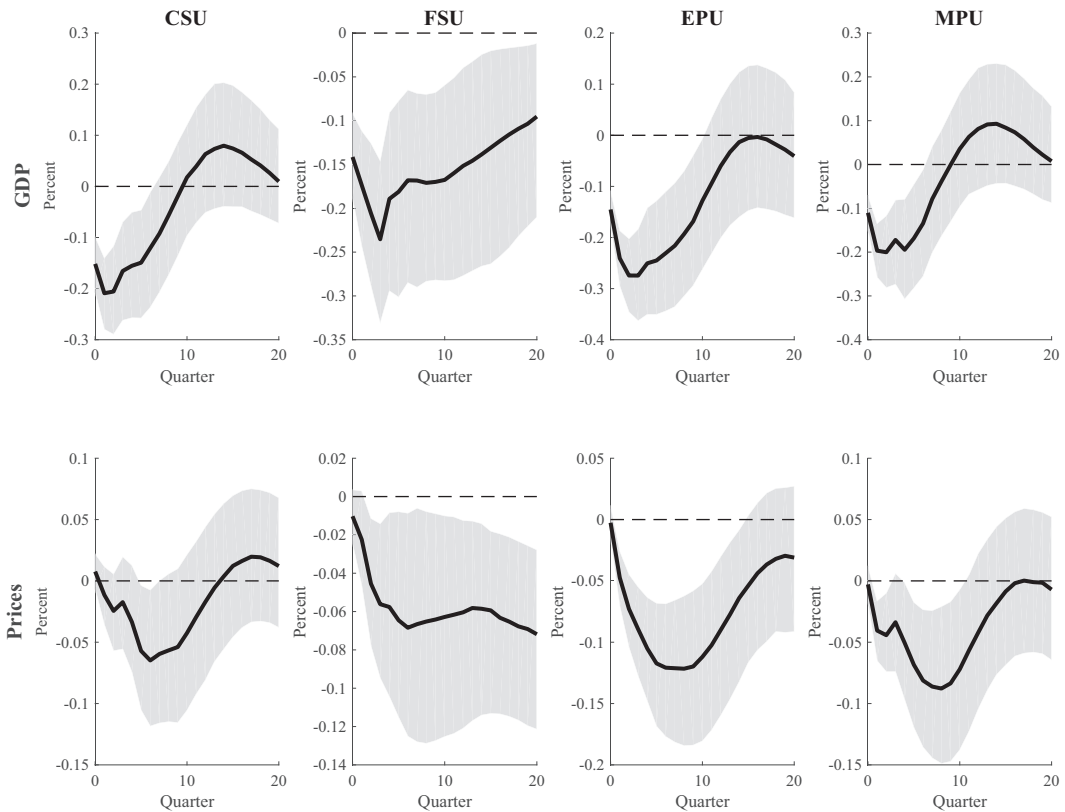 CSU FSU EPU MPU
GDP
Percent
0.3
0.2
0.1
0
-0.1
-0.2
-0.3
0 10 20
Quarter
Percent
0
-0.05
-0.1
-0.15
-0.2
-0.25
-0.3
-0.35
0 10 20
Quarter
Percent
0.2
0.1
0
-0.1
-0.2
-0.3
-0.4
0 10 20
Quarter
Percent
0.3
0.2
0.1
0
-0.1
-0.2
-0.3
-0.4
0 10 20
Quarter
Prices
Percent
0.1
0.05
0
-0.05
-0.1
-0.15
0 10 20
Quarter
Percent
0.02
0
-0.02
-0.04
-0.06
-0.08
-0.1
-0.12
-0.14
0 10 20
Quarter
Percent
0.05
0
-0.05
-0.1
-0.15
-0.2
0 10 20
Quarter
Percent
0.1
0.05
0
-0.05
-0.1
-0.15
0 10 20
Quarter